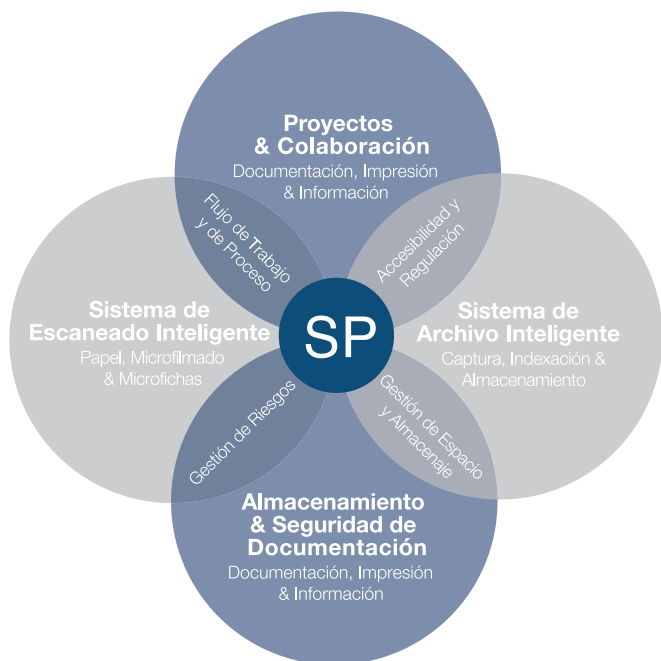 Proyectos
& Colaboración
Documentación, Impresión
& Información
Flujo de Trabajo
y de Proceso
Accesibilidad y
Regulación
Sistema de
Escaneado Inteligente
Papel, Microfilmado
& Microfichas
SP
Sistema de
Archivo Inteligente
Captura, Indexación &
Almacenamiento
Gestión de Riesgos
Gestión de Espacio
y Almacenaje
Almacenamiento
& Seguridad de
Documentación
Documentación, Impresión
& Información